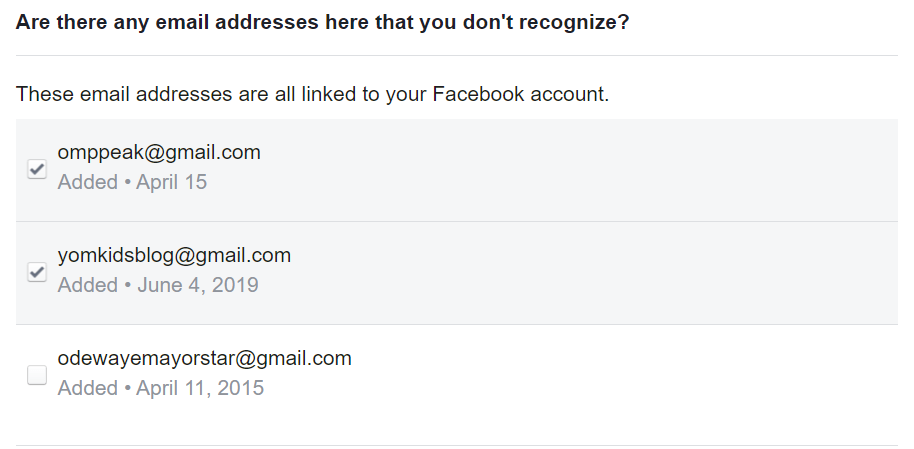 Are there any email addresses here that you don't recognize?
These email addresses are all linked to your Facebook account.
omppeak@gmail.com
Added • April 15
yomkidsblog@gmail.com
Added • June 4, 2019
odewayemayorstar@gmail.com
Added • April 11, 2015